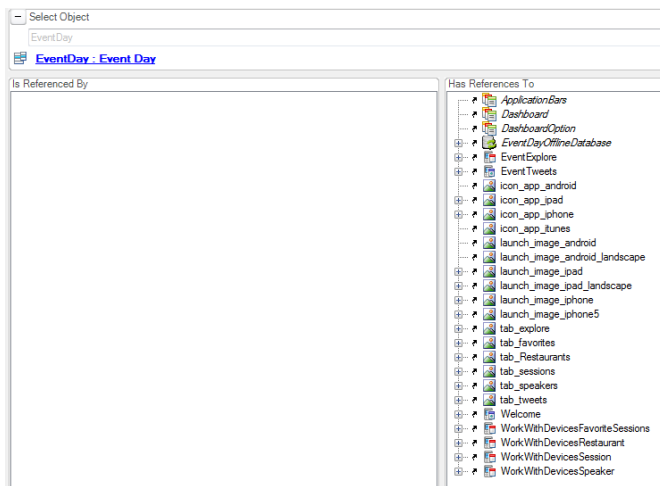 Select Object
EventDay
EventDay : Event Day
Is Referenced By
Has References To
ApplicationBars
Dashboard
DashboardOption
EventDayOfflineDatabase
EventExplore
EventTweets
icon_app_android
icon_app_ipad
icon_app_iphone
icon_app_itunes
launch_image_android
launch_image_android_landscape
launch_image_ipad
launch_image_ipad_landscape
launch_image_iphone
launch_image_iphone5
tab_explore
tab_favorites
tab_Restaurants
tab_sessions
tab_speakers
tab_tweets
Welcome
WorkWithDevicesFavoriteSessions
WorkWithDevicesRestaurant
WorkWithDevicesSession
WorkWithDevicesSpeaker